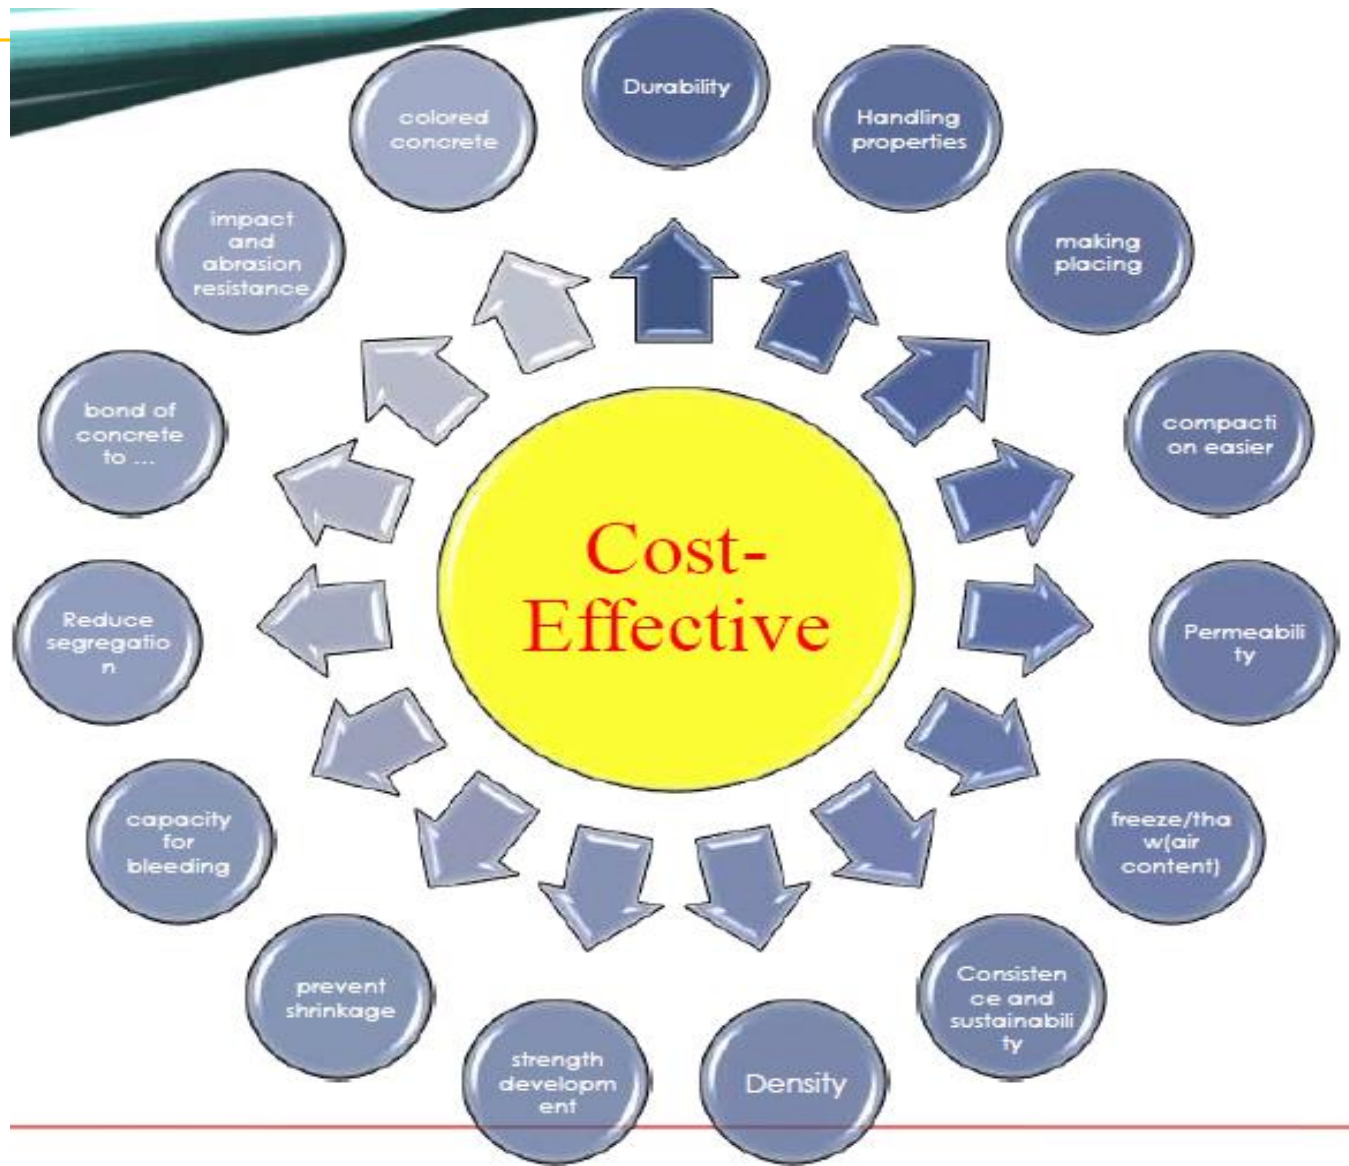 Durability
Handling
properties
making
placing
compacti
on easier
Permeabili
ty
freeze/tha
w(air
content)
Consisten
ce and
sustainabili
ty
Density
strength
developm
ent
prevent
shrinkage
capacity
for
bleeding
Reduce
segregatio
n
bond of
concrete
to ...
impact
and
abrasion
resistance
colored
concrete
Cost-
Effective